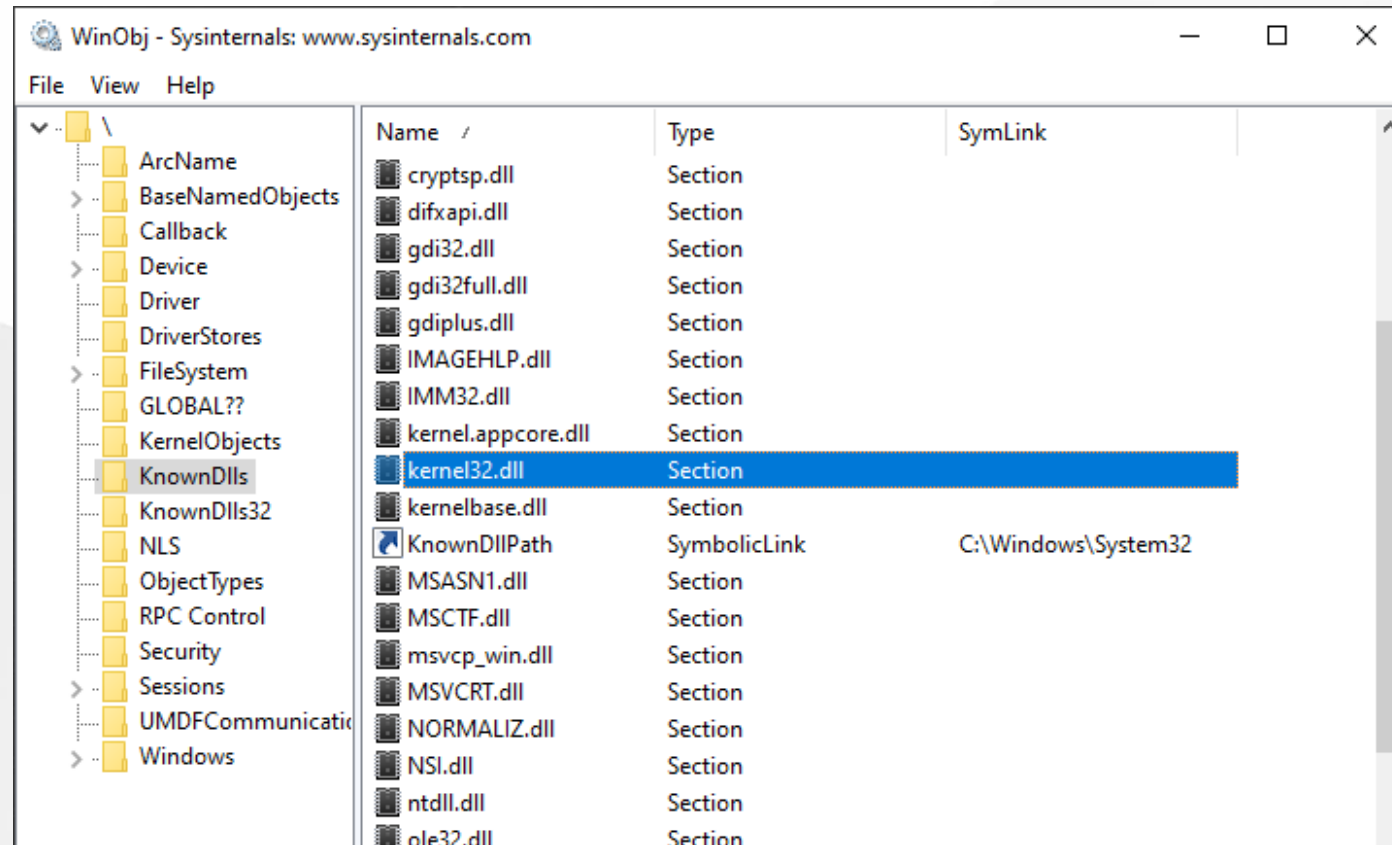 WinObj - Sysinternals: www.sysinternals.com
File View Help
\
ArcName
BaseNamedObjects
Callback
Device
Driver
DriverStores
FileSystem
GLOBAL??
KernelObjects
KnownDlls
KnownDlls32
NLS
ObjectTypes
RPC Control
Security
Sessions
UMDFCommunicatic
Windows
Name Type SymLink
cryptsp.dll Section
difxapi.dll Section
gdi32.dll Section
gdi32full.dll Section
gdiplus.dll Section
IMAGEHLP.dll Section
IMM32.dll Section
kernel.appcore.dll Section
kernel32.dll Section
kernelbase.dll Section
KnownDllPath SymbolicLink C:\Windows\System32
MSASN1.dll Section
MSCTF.dll Section
msvcp_win.dll Section
MSVCRT.dll Section
NORMALIZ.dll Section
NSI.dll Section
ntdll.dll Section
ole32.dll Section